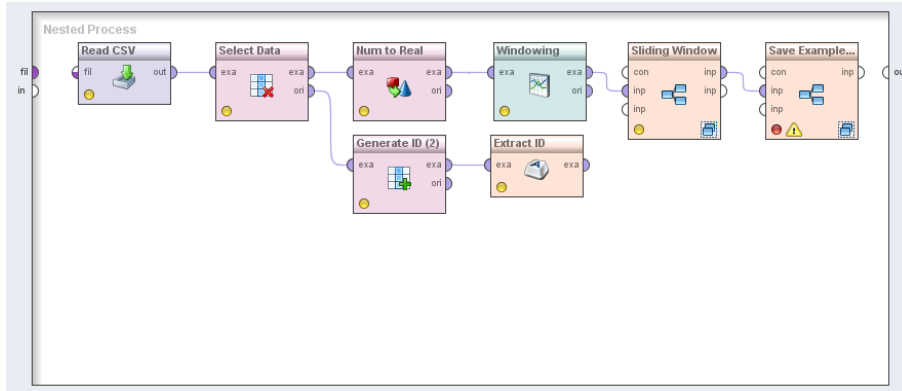 Nested Process
Read CSV
Select Data
Num to Real
Windowing
Sliding Window
Save Example...
fil
in
fil
out
exa
exa
ori
exa
exa
ori
exa
exa
ori
con
inp
inp
inp
inp
con
inp
inp
inp
ou
Generate ID (2)
Extract ID
exa
exa
ori
exa
exa